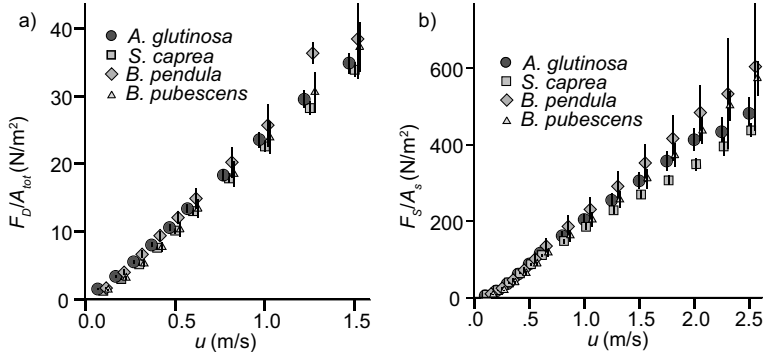 a)
A. glutinosa
S. caprea
B. pendula
B. pubescens
F_D/A_tot (N/m²)
40
30
20
10
0
0.0 0.5 1.0 1.5
u (m/s)
b)
A. glutinosa
S. caprea
B. pendula
B. pubescens
F_S/A_s (N/m²)
600
400
200
0
.0 0.5 1.0 1.5 2.0 2.5
u (m/s)